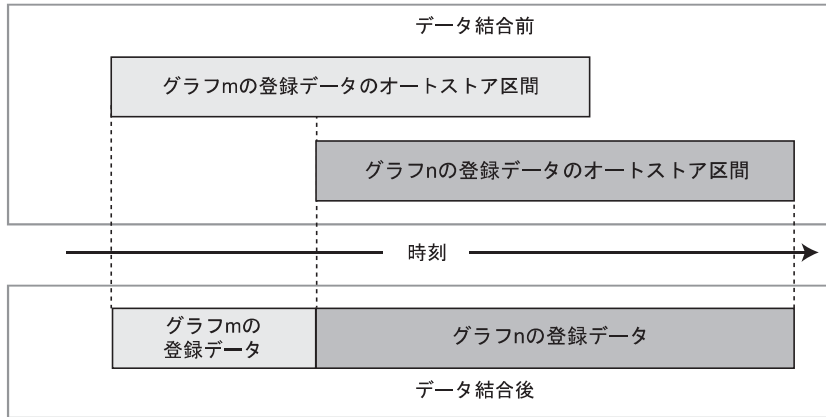 データ結合前
グラフmの登録データのオートストア区間
グラフnの登録データのオートストア区間
時刻
グラフmの
登録データ
グラフnの登録データ
データ結合後